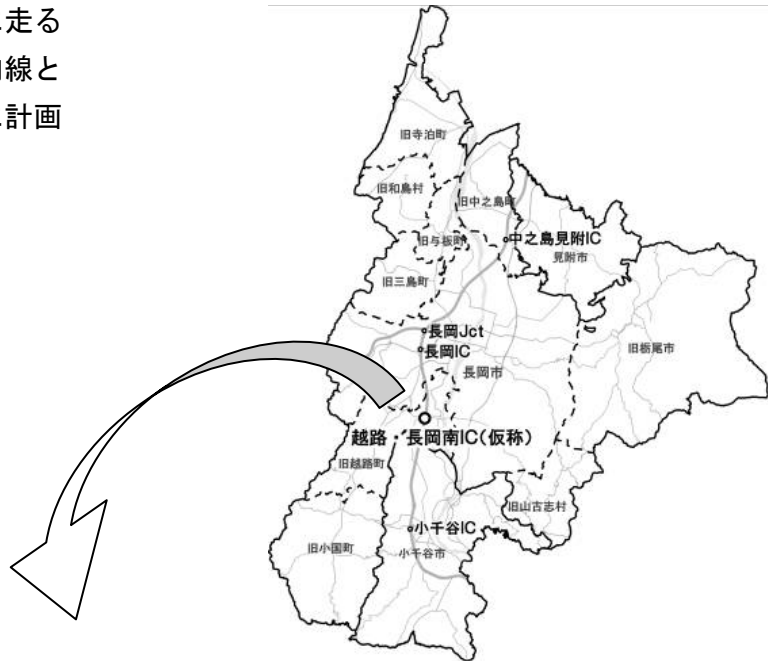 走る
線と
計画
旧寺泊町
旧和島村
旧中之島町
旧与板町
中之島見附IC
見附市
旧三島町
長岡Jct
長岡IC
旧栃尾市
長岡市
越路・長岡南IC(仮称)
旧越路町
旧山古志村
小千谷IC
旧小国町
小千谷市